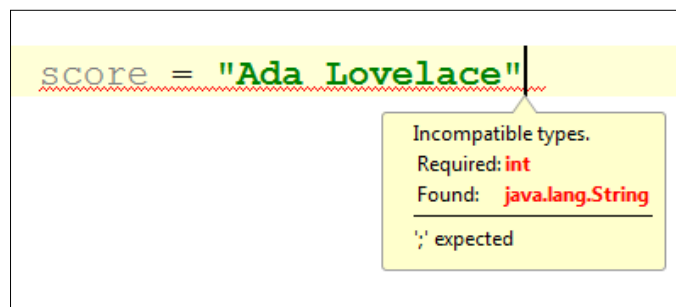 score = "Ada Lovelace"
Incompatible types.
Required: int
Found: java.lang.String
';' expected